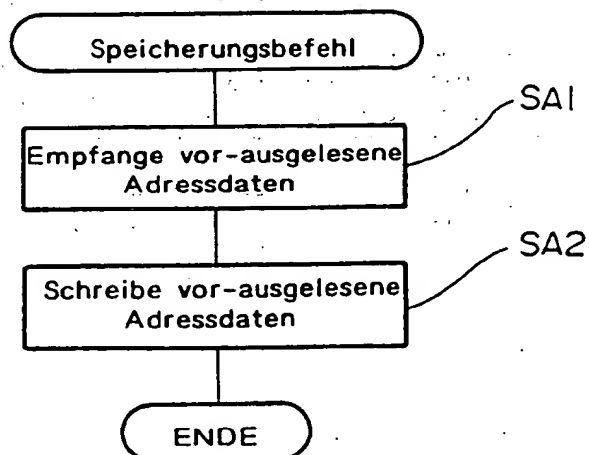 Speicherungsbefehl
SA1
Empfange vor-ausgelesene
Adressdaten
SA2
Schreibe vor-ausgelesene
Adressdaten
ENDE